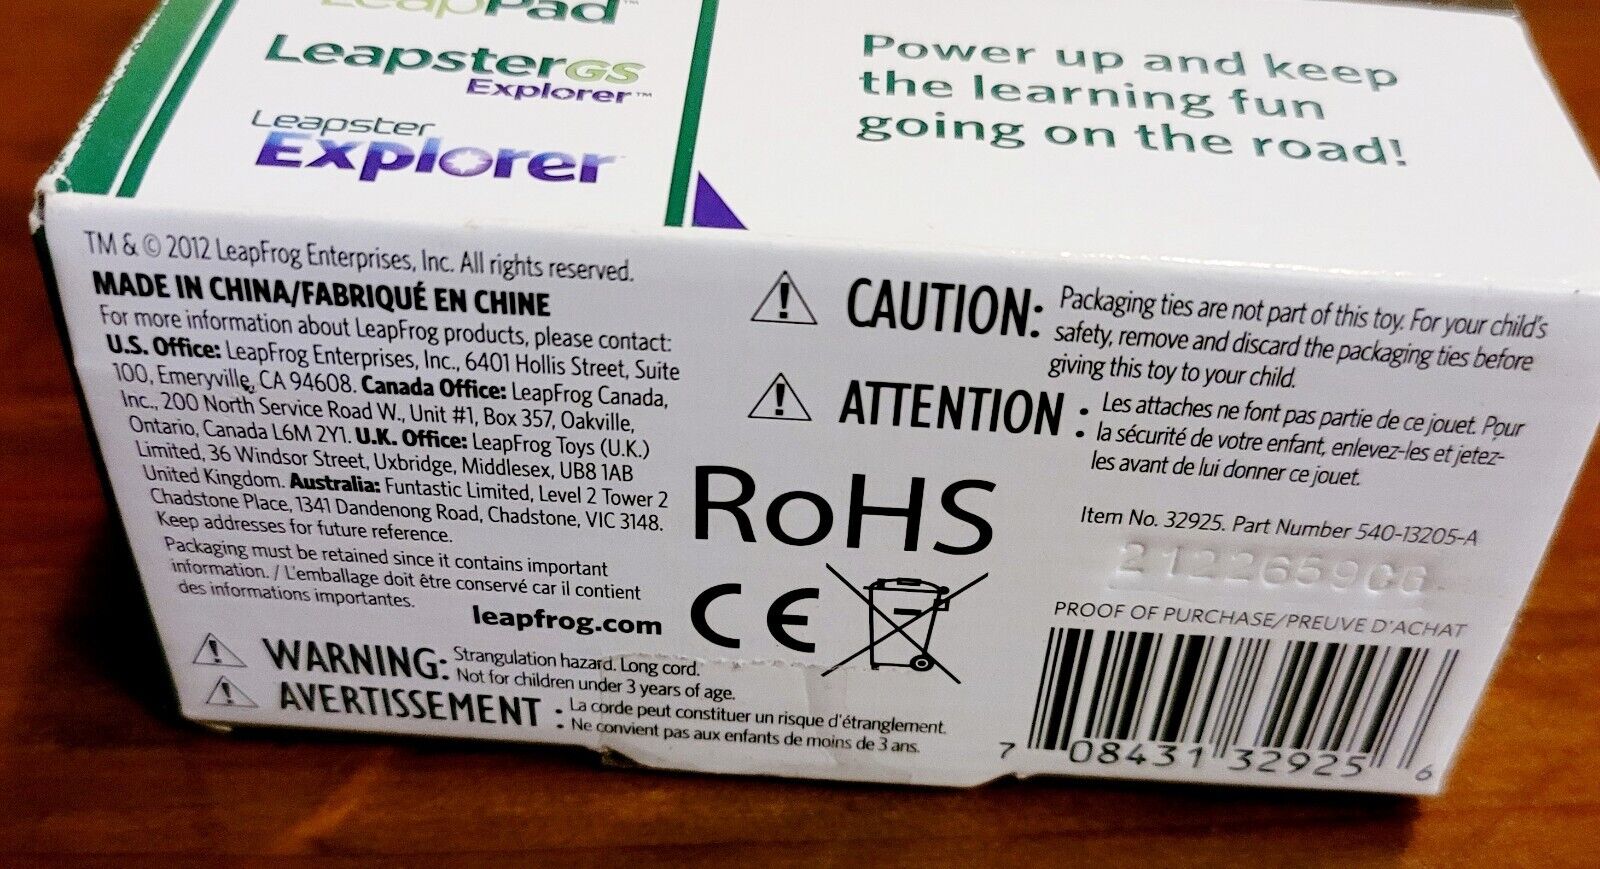 LeapPad™
LeapsterGS
Explorer™
Leapster
Explorer
Power up and keep
the learning fun
going on the road!
TM & © 2012 LeapFrog Enterprises, Inc. All rights reserved.
MADE IN CHINA/FABRIQUÉ EN CHINE
For more information about LeapFrog products, please contact:
U.S. Office: LeapFrog Enterprises, Inc., 6401 Hollis Street, Suite
100, Emeryville, CA 94608. Canada Office: LeapFrog Canada,
Inc., 200 North Service Road W., Unit #1, Box 357, Oakville,
Ontario, Canada L6M 2Y1. U.K. Office: LeapFrog Toys (U.K.)
Limited, 36 Windsor Street, Uxbridge, Middlesex, UB8 1AB
United Kingdom. Australia: Funtastic Limited, Level 2 Tower 2
Chadstone Place, 1341 Dandenong Road, Chadstone, VIC 3148.
Keep addresses for future reference.
Packaging must be retained since it contains important
information. / L'emballage doit être conservé car il contient
des informations importantes.
leapfrog.com
WARNING: Strangulation hazard. Long cord.
Not for children under 3 years of age.
AVERTISSEMENT : La corde peut constituer un risque d'étranglement.
Ne convient pas aux enfants de moins de 3 ans.
CAUTION: Packaging ties are not part of this toy. For your child's
safety, remove and discard the packaging ties before
giving this toy to your child.
ATTENTION : Les attaches ne font pas partie de ce jouet. Pour
la sécurité de votre enfant, enlevez-les et jetez-
les avant de lui donner ce jouet.
RoHS
CE
Item No. 32925. Part Number 540-13205-A
PROOF OF PURCHASE/PREUVE D'ACHAT
7 08431 32925 6